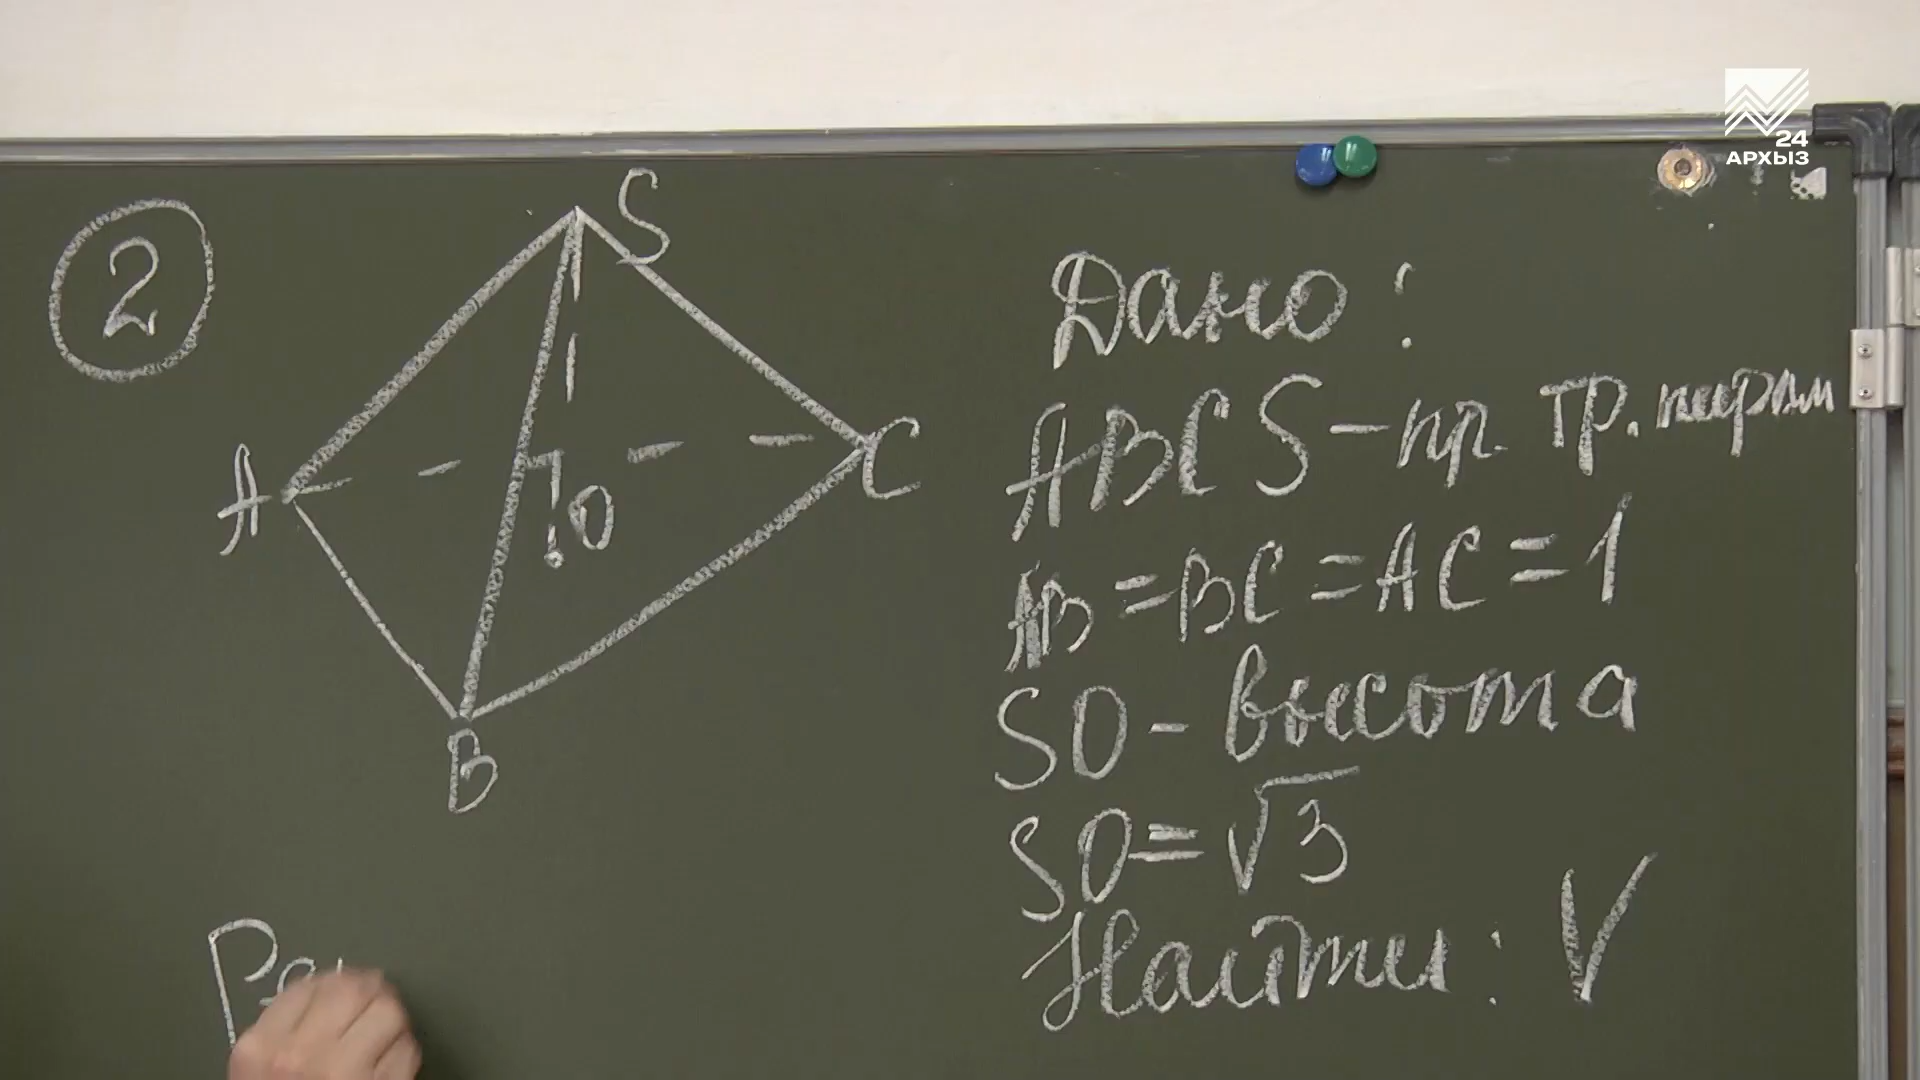 24
АРХЫЗ
2
S
A
C
O
B
Дано:
ABCS - пр. тр. пирам
AB = BC = AC = 1
SO - высота
SO = √3
Найти: V